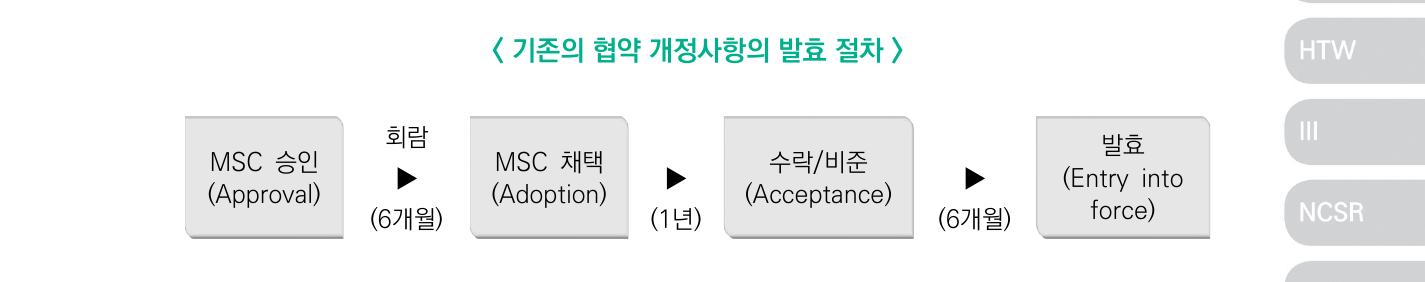 〈 기존의 협약 개정사항의 발효 절차 〉
MSC 승인
(Approval)
회람
▶
(6개월)
MSC 채택
(Adoption)
▶
(1년)
수락/비준
(Acceptance)
▶
(6개월)
발효
(Entry into
force)
HTW
III
NCSR